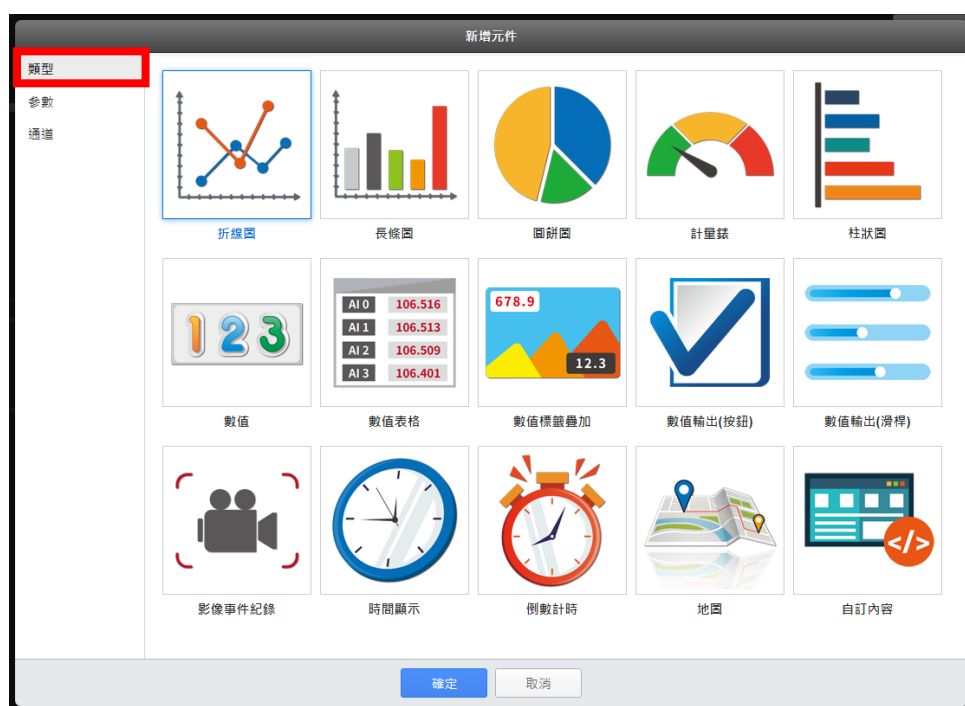 新增元件
類型
參數
通道
折線圖
長條圖
圓餅圖
計量錶
柱狀圖
123
AI 0 106.516
AI 1 106.513
AI 2 106.509
AI 3 106.401
678.9
12.3
數值
數值表格
數值標籤疊加
數值輸出(按鈕)
數值輸出(滑桿)
</>
影像事件紀錄
時間顯示
倒數計時
地圖
自訂內容
確定
取消